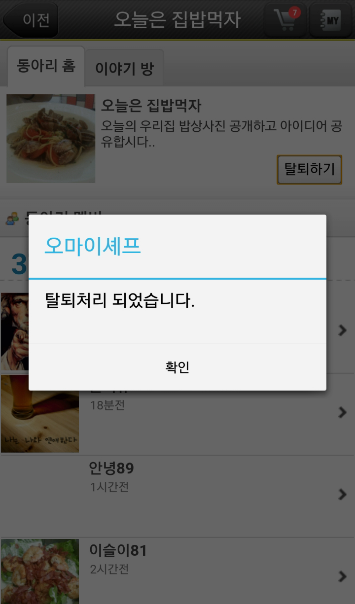 이전
오늘은 집밥먹자
7
MY
동아리 홈
이야기 방
오늘은 집밥먹자
오늘의 우리집 밥상사진 공개하고 아이디어 공
유합시다..
탈퇴하기
3
오마이셰프
탈퇴처리 되었습니다.
확인
18분전
안녕89
1시간전
이슬이81
2시간전